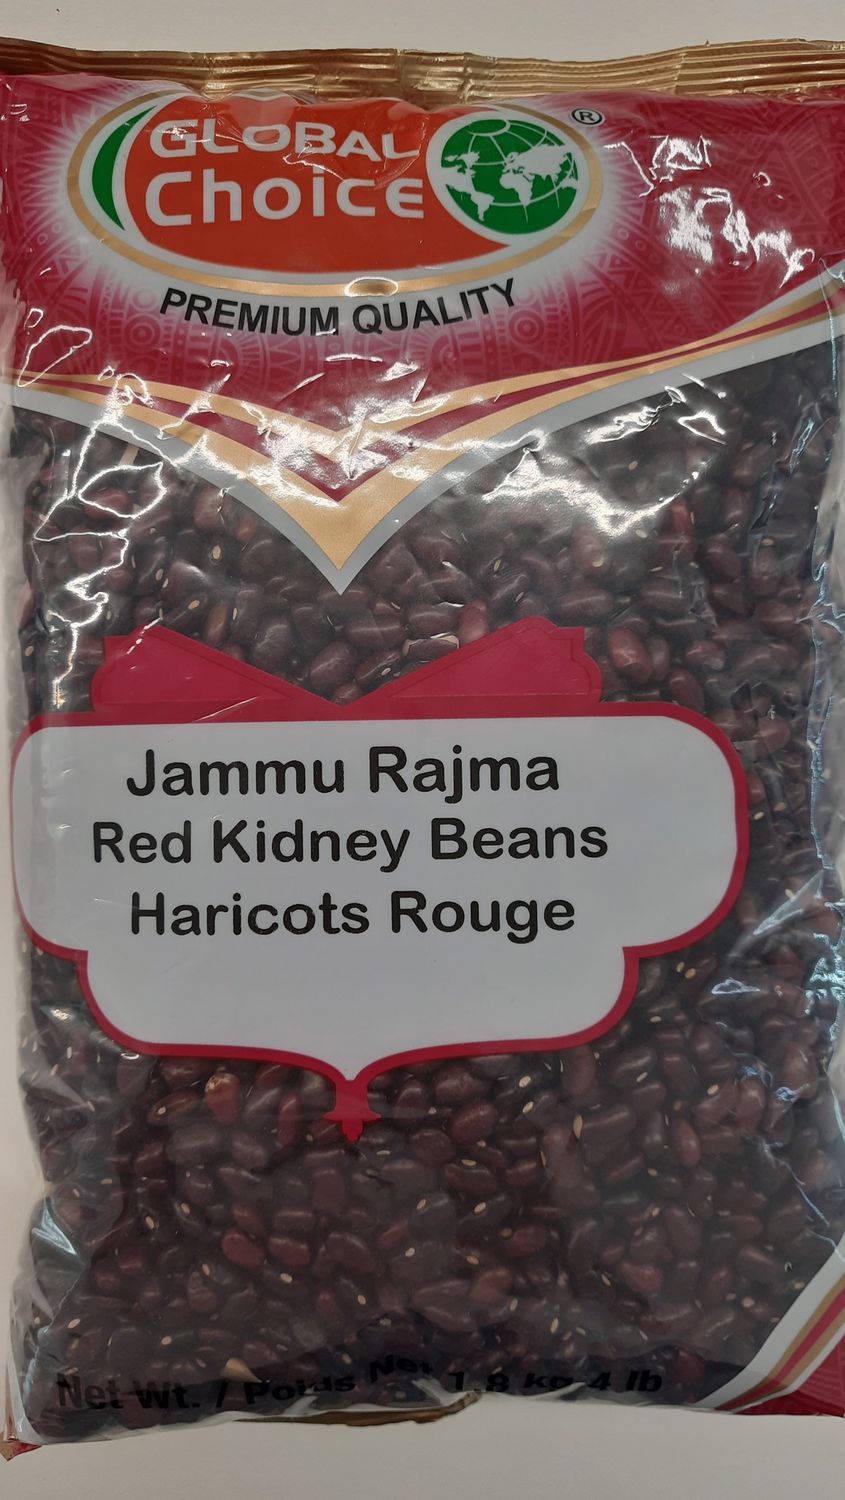 GLOBAL
Choice
®
PREMIUM QUALITY
Jammu Rajma
Red Kidney Beans
Haricots Rouge
Net Wt. / Poids Net 1.8 kg 4 lb